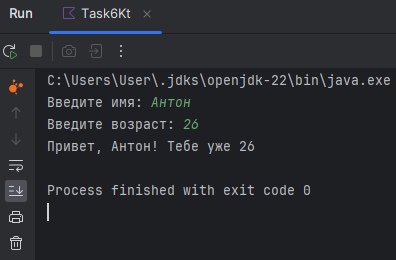 Run Task6Kt
C:\Users\User\.jdks\openjdk-22\bin\java.exe
Введите имя: Антон
Введите возраст: 26
Привет, Антон! Тебе уже 26
Process finished with exit code 0